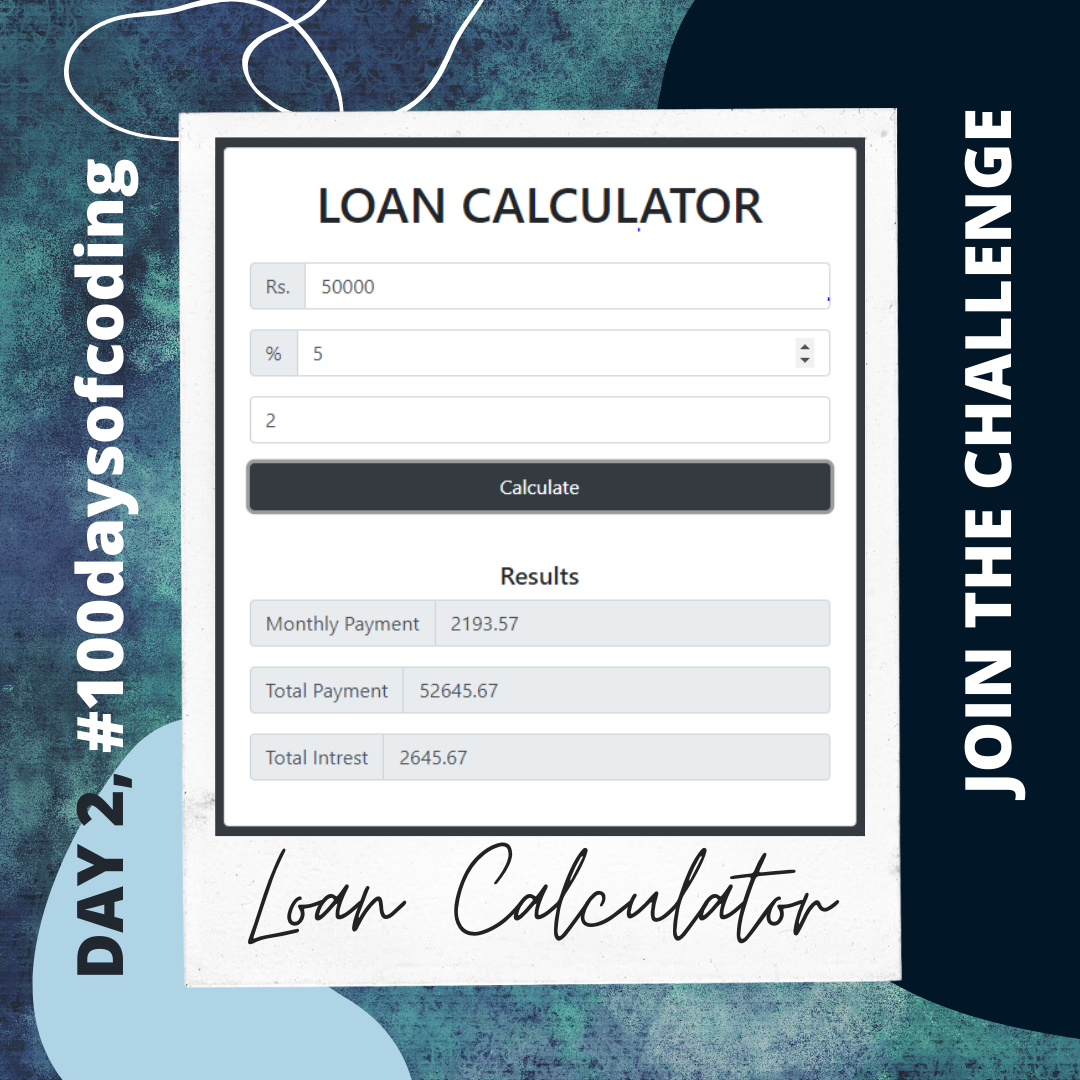 DAY 2, #100daysofcoding
LOAN CALCULATOR
Rs. 50000
% 5
2
Calculate
Results
Monthly Payment 2193.57
Total Payment 52645.67
Total Intrest 2645.67
Loan Calculator
JOIN THE CHALLENGE